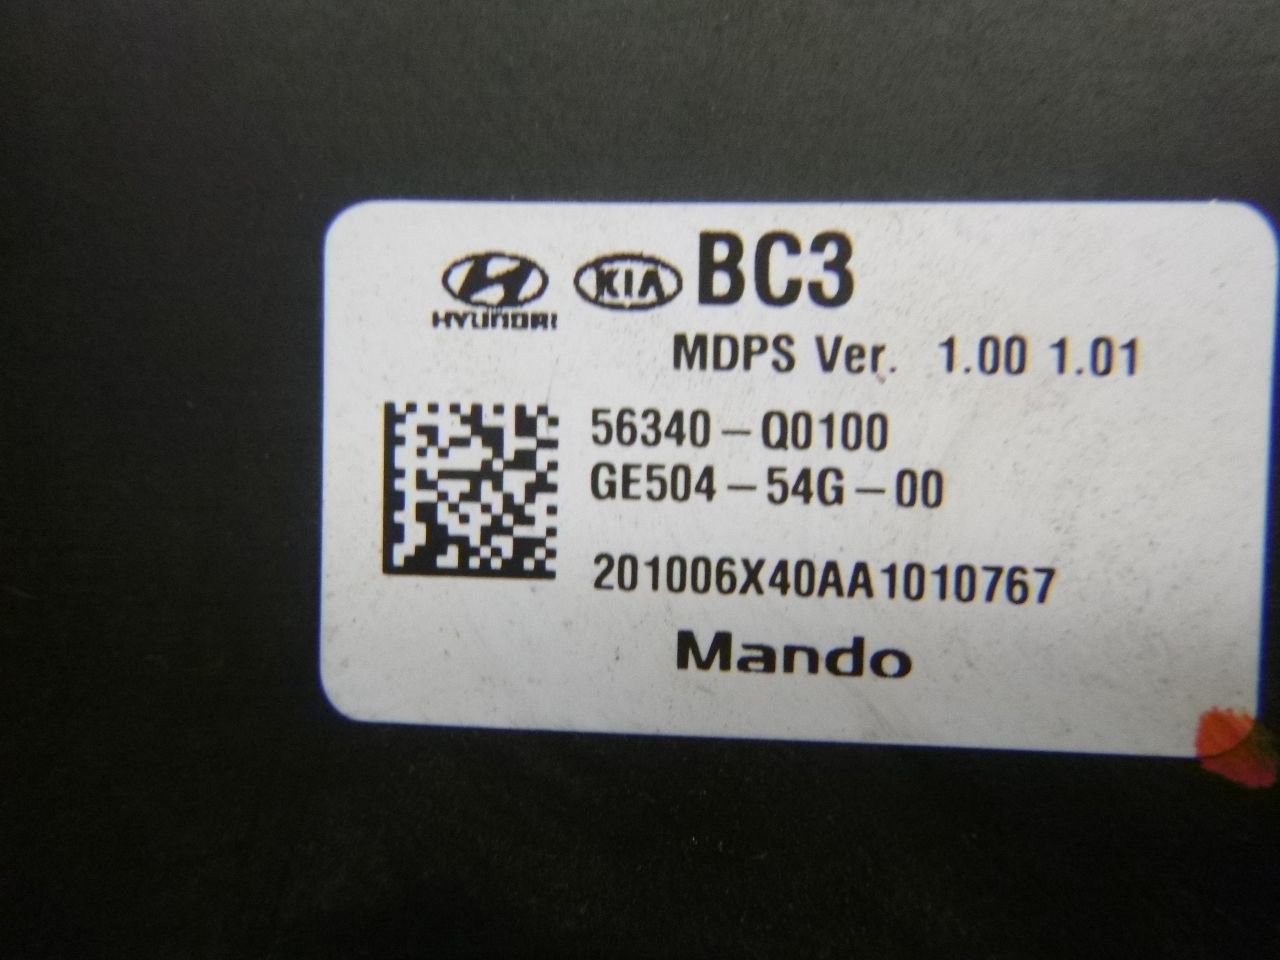 HYUNDAI KIA BC3
MDPS Ver. 1.00 1.01
56340-Q0100
GE504-54G-00
201006X40AA1010767
Mando